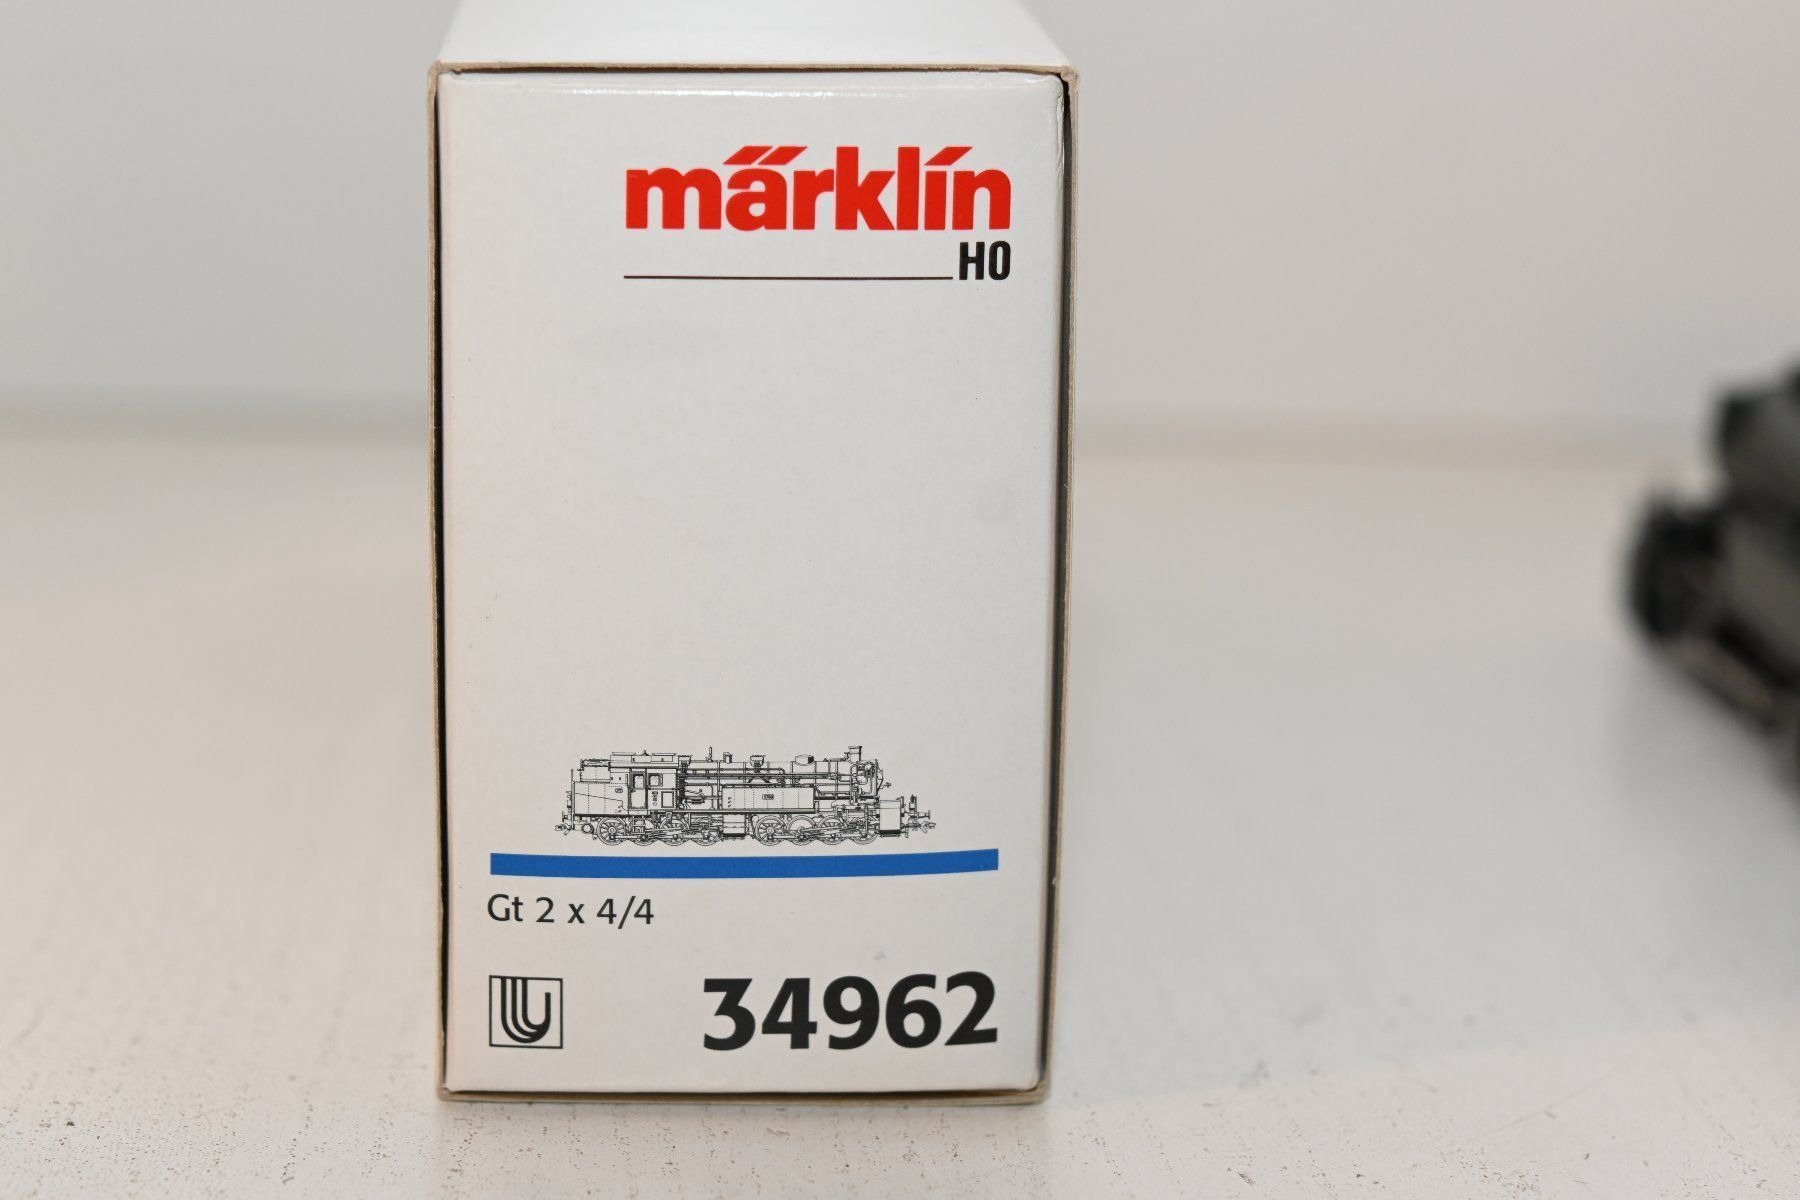 märklin
HO
Gt 2 x 4/4
34962